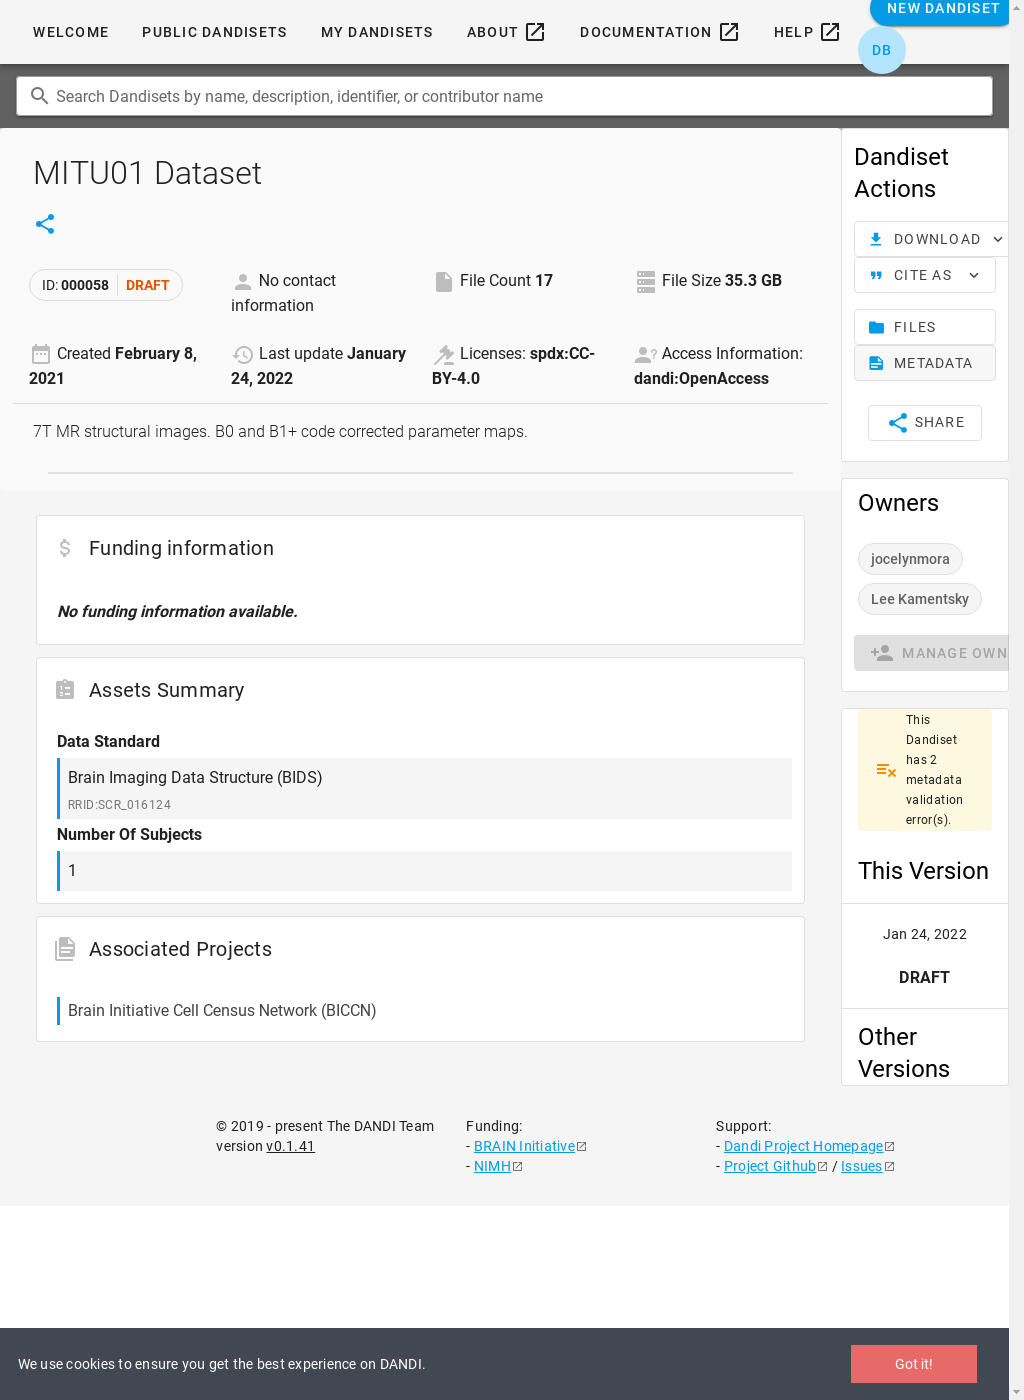 WELCOME PUBLIC DANDISETS MY DANDISETS ABOUT DOCUMENTATION HELP NEW DANDISET
DB
Search Dandisets by name, description, identifier, or contributor name
MITU01 Dataset
ID: 000058 DRAFT
No contact
information
File Count 17
File Size 35.3 GB
Created February 8,
2021
Last update January
24, 2022
Licenses: spdx:CC-
BY-4.0
Access Information:
dandi:OpenAccess
7T MR structural images. B0 and B1+ code corrected parameter maps.
Funding information
No funding information available.
Assets Summary
Data Standard
Brain Imaging Data Structure (BIDS)
RRID:SCR_016124
Number Of Subjects
1
Associated Projects
Brain Initiative Cell Census Network (BICCN)
Dandiset
Actions
DOWNLOAD
CITE AS
FILES
METADATA
SHARE
Owners
jocelynmora
Lee Kamentsky
MANAGE OWN
This
Dandiset
has 2
metadata
validation
error(s).
This Version
Jan 24, 2022
DRAFT
Other
Versions
© 2019 - present The DANDI Team
version v0.1.41
Funding:
- BRAIN Initiative
- NIMH
Support:
- Dandi Project Homepage
- Project Github / Issues
We use cookies to ensure you get the best experience on DANDI.
Got it!